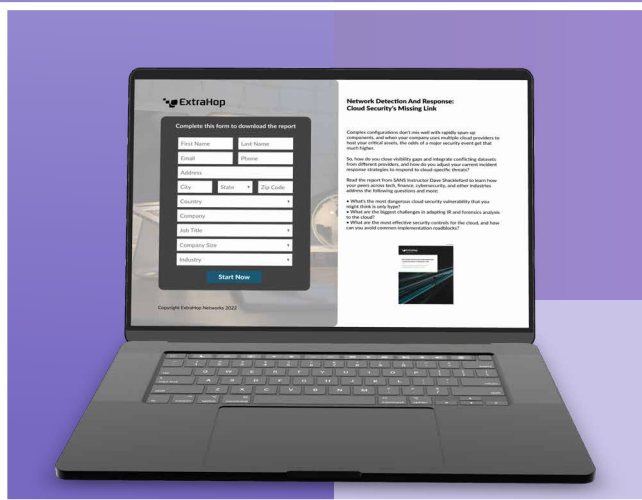 ExtraHop
Complete this form to download the report
First Name
Last Name
Email
Phone
Address
City
State
Zip Code
Country
Company
Job Title
Company Size
Industry
Start Now
Copyright ExtraHop Networks 2022
Network Detection And Response:
Cloud Security's Missing Link
Complex configurations don't mix well with rapidly spun-up
components, and when your company uses multiple cloud providers to
host your critical assets, the odds of a major security event get that
much higher.
So, how do you close visibility gaps and integrate conflicting datasets
from different providers, and how do you adjust your current incident
response strategies to respond to cloud-specific threats?
Read the report from SANS Instructor Dave Shackleford to learn how
your peers across tech, finance, cybersecurity, and other industries
address the following questions and more:
• What's the most dangerous cloud security vulnerability that you
might think is only hype?
• What are the biggest challenges in adapting IR and forensics analysis
to the cloud?
• What are the most effective security controls for the cloud, and how
can you avoid common implementation roadblocks?